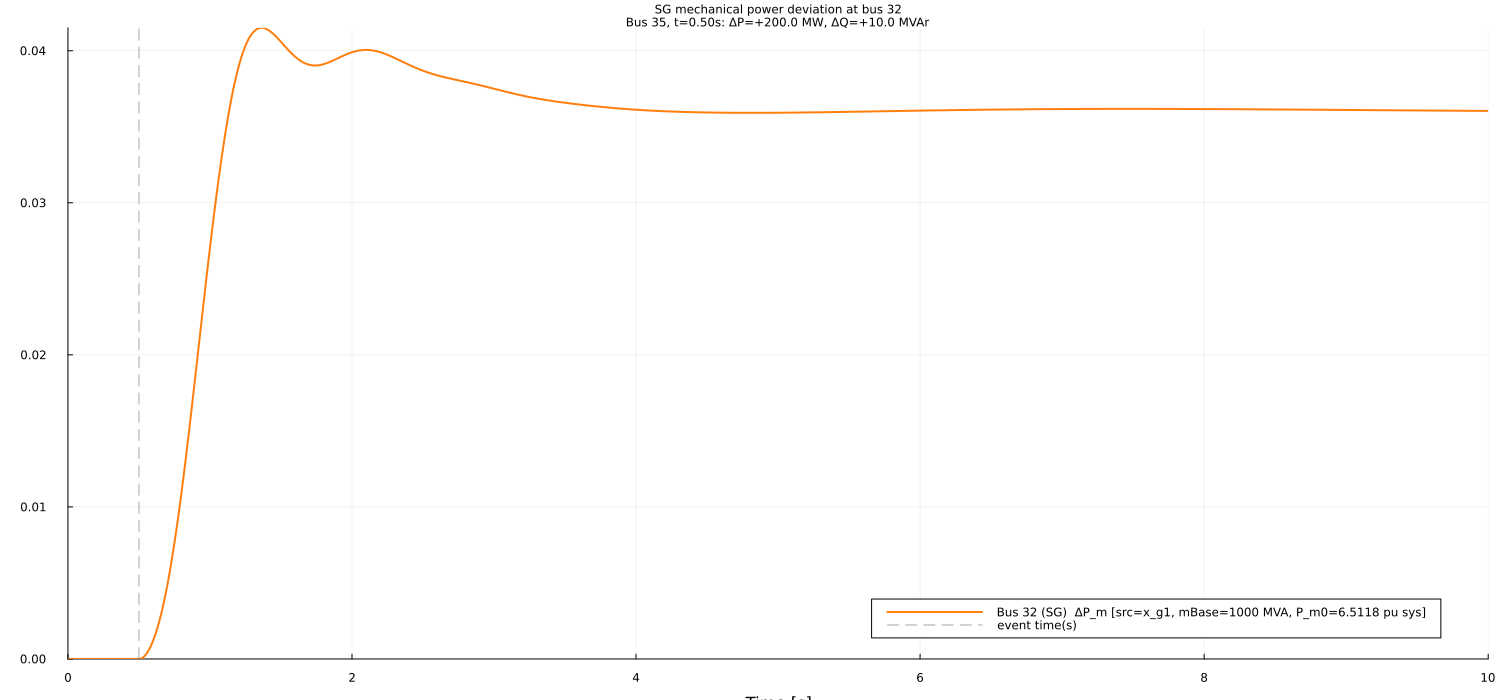 SG mechanical power deviation at bus 32
Bus 35, t=0.50s: ΔP=+200.0 MW, ΔQ=+10.0 MVAr
0.04
0.03
0.02
0.01
0.00
Bus 32 (SG) ΔP_m [src=x_g1, mBase=1000 MVA, P_m0=6.5118 pu sys]
event time(s)
0 2 4 6 8 10
Time [s]